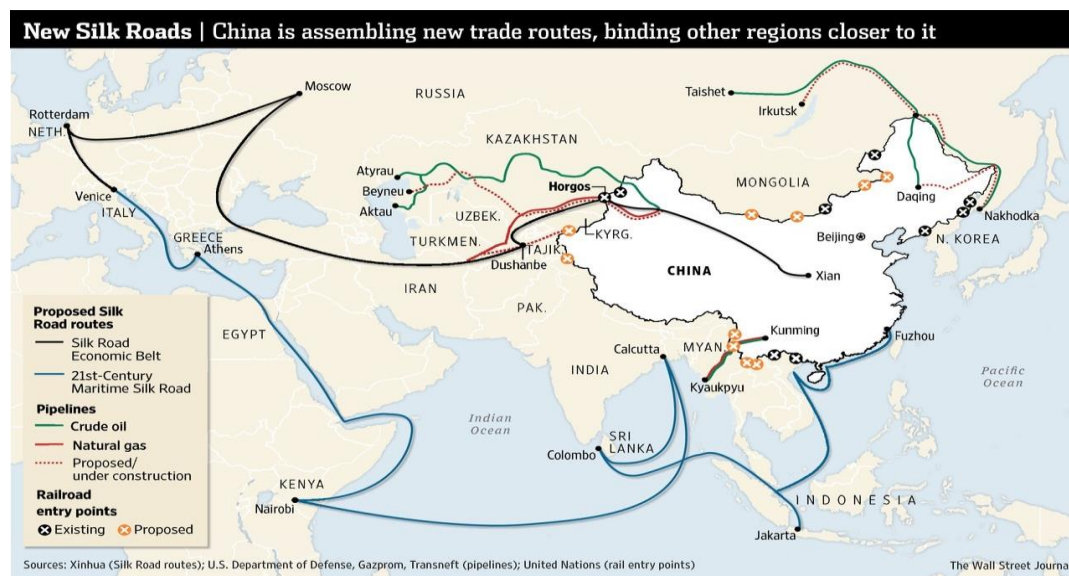 New Silk Roads | China is assembling new trade routes, binding other regions closer to it
Moscow
RUSSIA
Taishet
Irkutsk
Rotterdam
NETH.
KAZAKHSTAN
Atyrau
Beyneu
Aktau
Horgos
MONGOLIA
Daqing
Venice
ITALY
UZBEK.
Nakhodka
GREECE
Athens
TURKMEN.
TAJIK.
KYRG.
Beijing
N. KOREA
Dushanbe
CHINA
Xian
IRAN
PAK.
EGYPT
Calcutta
MYAN.
Kunming
Fuzhou
INDIA
Kyaukpyu
Pacific
Ocean
Indian
Ocean
SRI
LANKA
Colombo
KENYA
Nairobi
INDONESIA
Jakarta
Proposed Silk
Road routes
Silk Road
Economic Belt
21st-Century
Maritime Silk Road
Pipelines
Crude oil
Natural gas
Proposed/
under construction
Railroad
entry points
Existing Proposed
Sources: Xinhua (Silk Road routes); U.S. Department of Defense, Gazprom, Transneft (pipelines); United Nations (rail entry points)
The Wall Street Journa